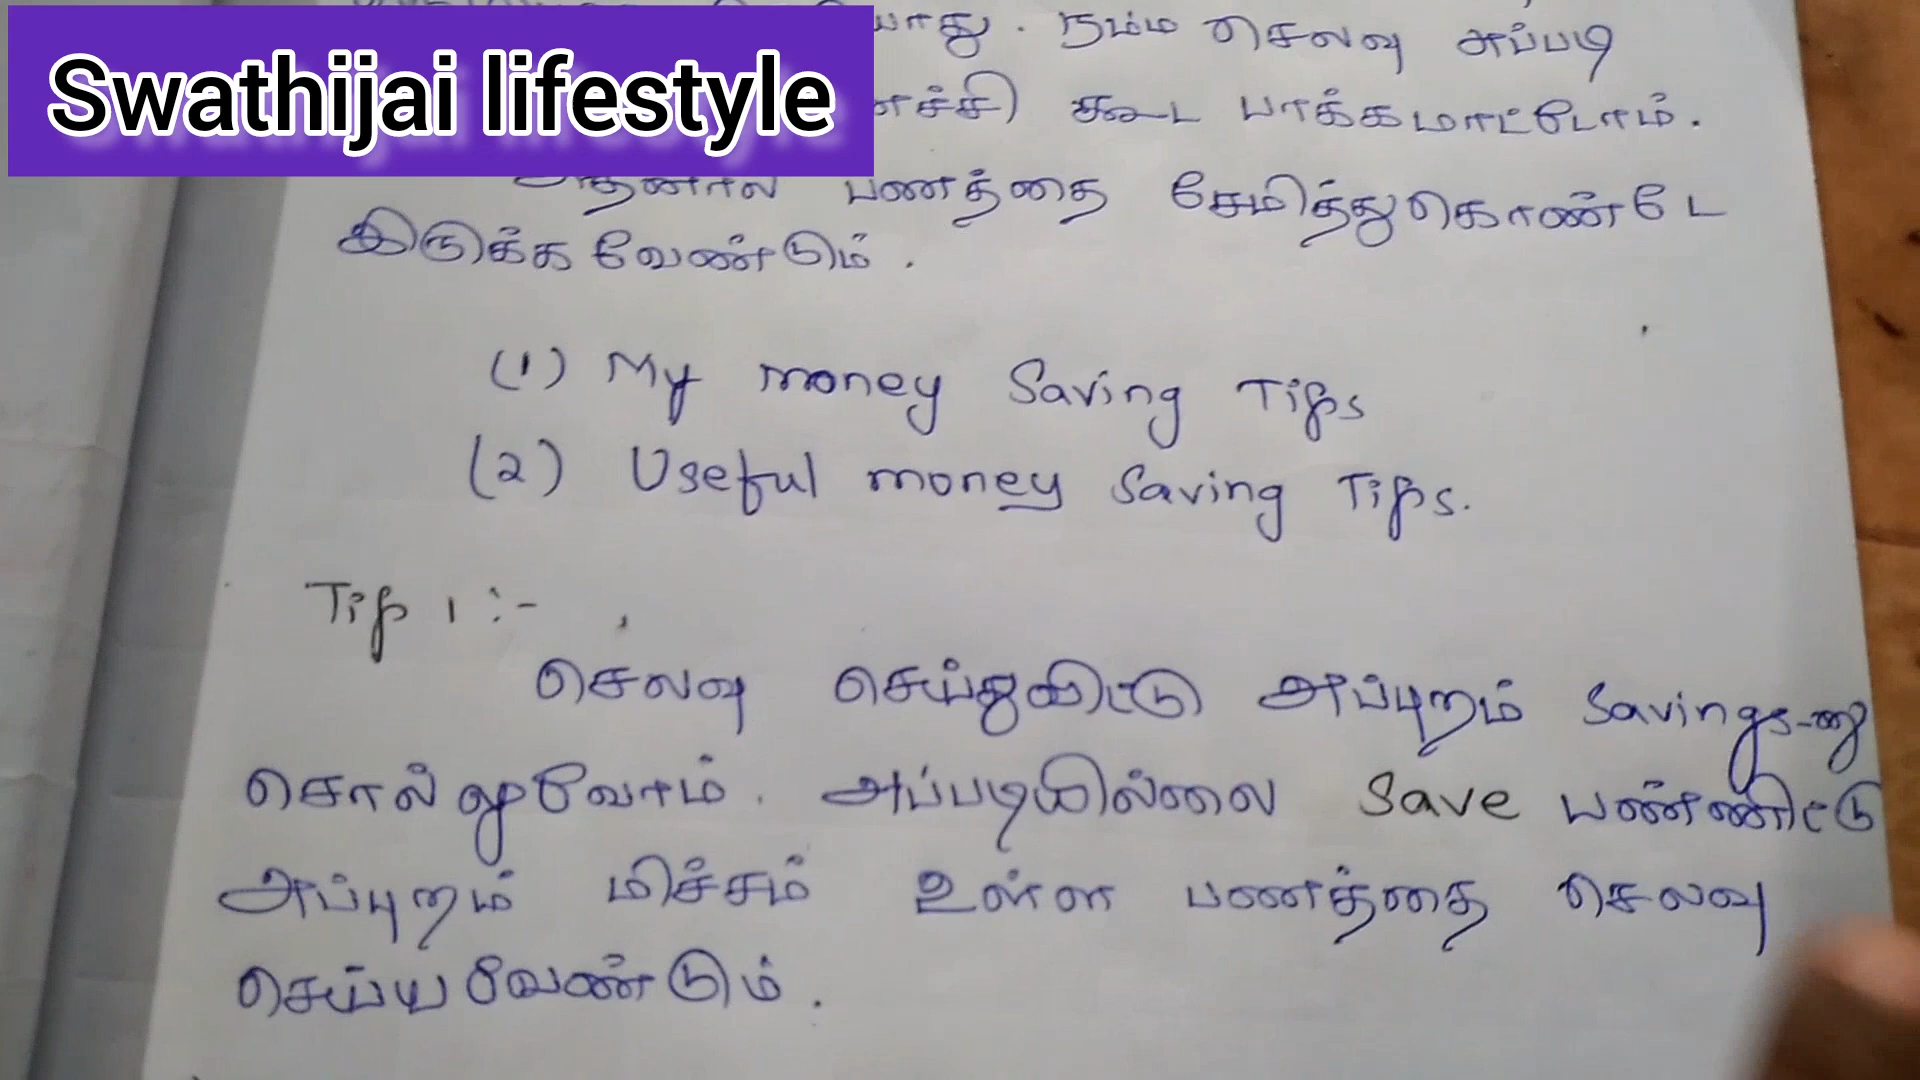 Swathijai lifestyle
நம்ம செலவு அப்படி
கூட பாக்கமாட்டோம்.
அதனால் பணத்தை சேமித்துகொண்டே
இருக்க வேண்டும்.
(1) My money Saving Tips
(2) Useful money Saving Tips.
Tip 1 :-
செலவு செய்துவிட்டு அப்புறம் Savings-னு
சொல்லுவோம். அப்படியில்லை Save பண்ணிட்டு
அப்புறம் மிச்சம் உள்ள பணத்தை செலவு
செய்ய வேண்டும்.